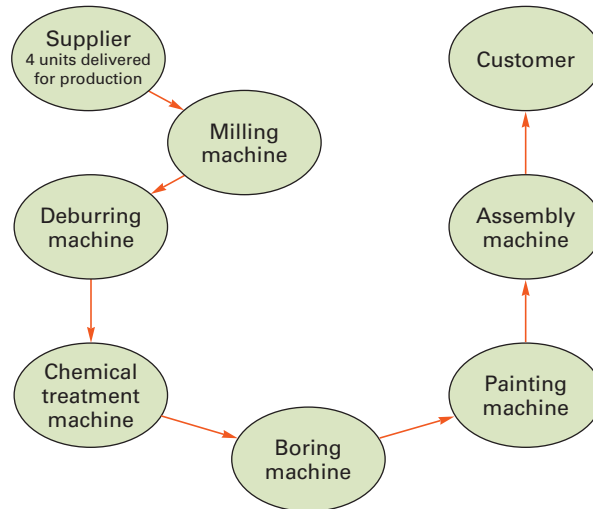 Supplier
4 units delivered
for production
Milling
machine
Deburring
machine
Chemical
treatment
machine
Boring
machine
Painting
machine
Assembly
machine
Customer